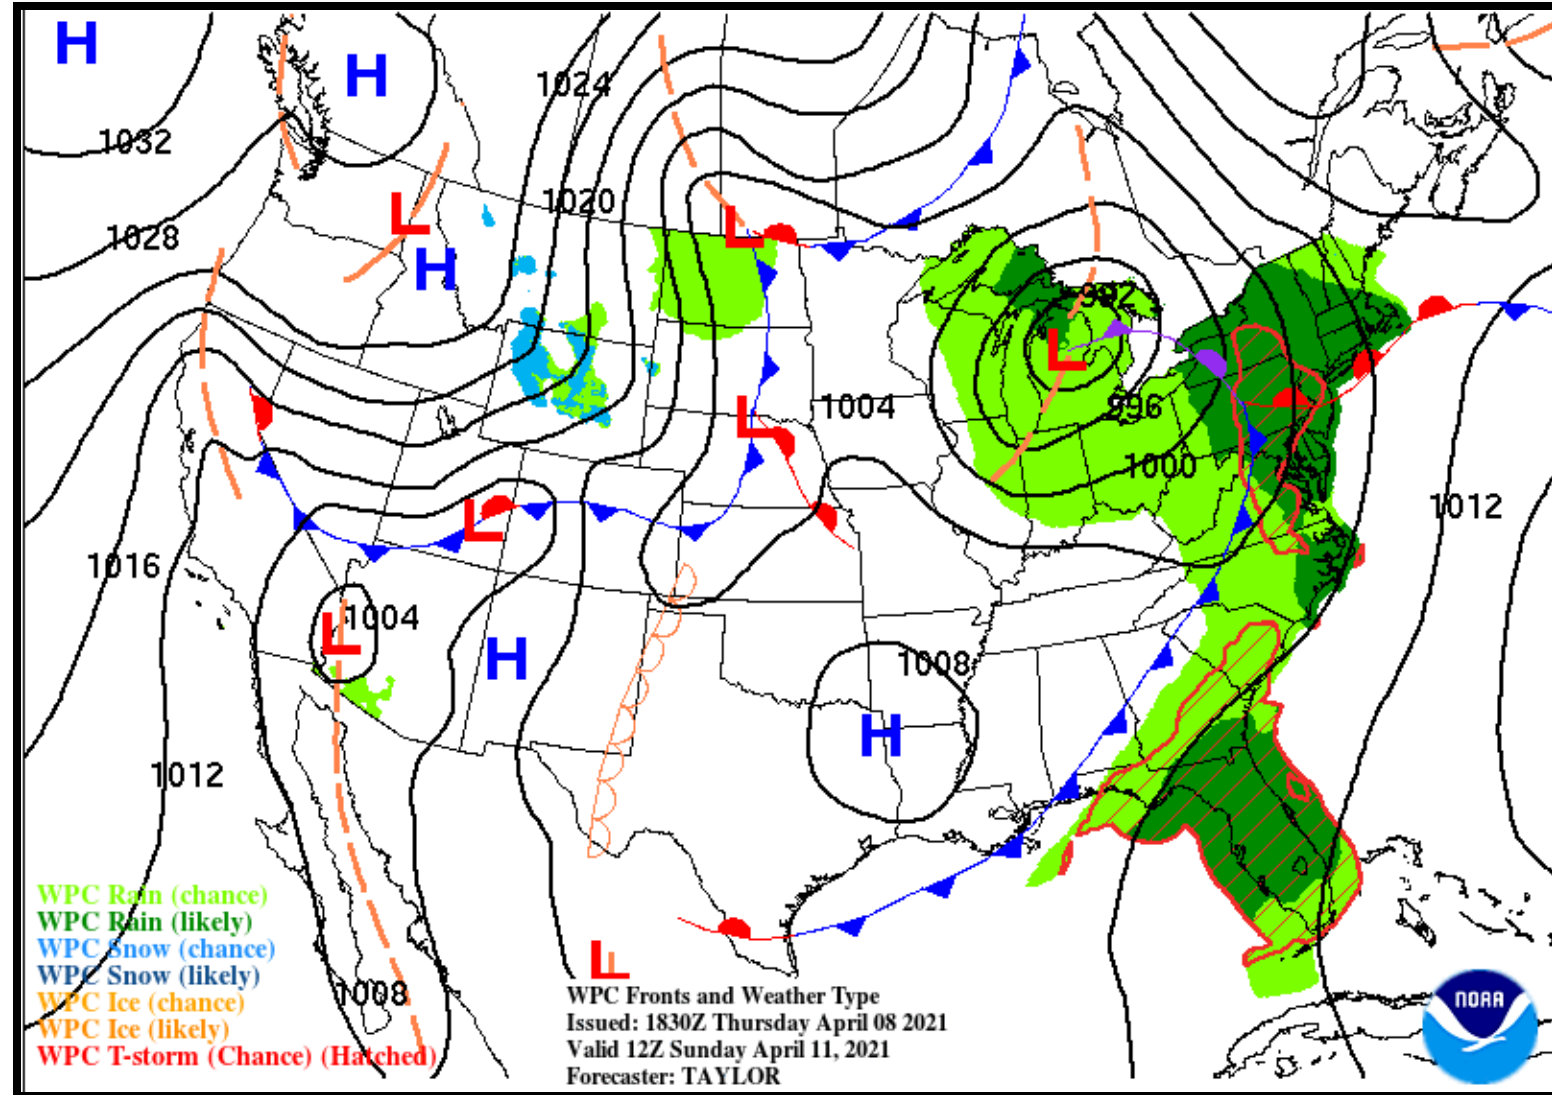 H
H
1024
1032
1020
L
L
1028
H
1008
992
L
1004
L
996
1000
1012
L
1016
1004
L
H
1008
H
1012
WPC Rain (chance)
WPC Rain (likely)
WPC Snow (chance)
WPC Snow (likely)
WPC Ice (chance)
WPC Ice (likely)
WPC T-storm (Chance) (Hatched)
1008
L
WPC Fronts and Weather Type
Issued: 1830Z Thursday April 08 2021
Valid 12Z Sunday April 11, 2021
Forecaster: TAYLOR
NOAA